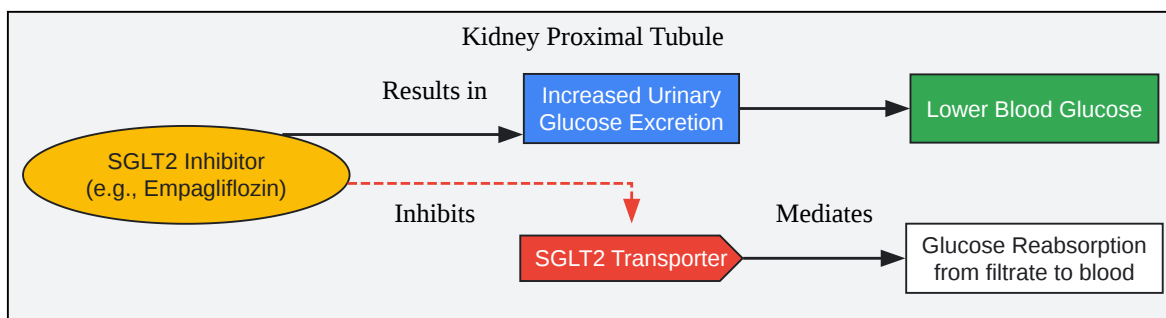 Kidney Proximal Tubule
Results in
Increased Urinary
Glucose Excretion
Lower Blood Glucose
SGLT2 Inhibitor
(e.g., Empagliflozin)
Inhibits
Mediates
SGLT2 Transporter
Glucose Reabsorption
from filtrate to blood